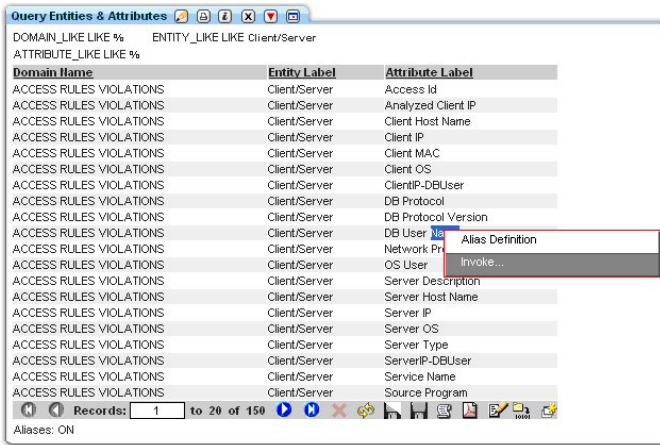 Query Entities & Attributes
DOMAIN_LIKE LIKE % ENTITY_LIKE LIKE Client/Server
ATTRIBUTE_LIKE LIKE %
Domain Name Entity Label Attribute Label
ACCESS RULES VIOLATIONS Client/Server Access Id
ACCESS RULES VIOLATIONS Client/Server Analyzed Client IP
ACCESS RULES VIOLATIONS Client/Server Client Host Name
ACCESS RULES VIOLATIONS Client/Server Client IP
ACCESS RULES VIOLATIONS Client/Server Client MAC
ACCESS RULES VIOLATIONS Client/Server Client OS
ACCESS RULES VIOLATIONS Client/Server ClientIP-DBUser
ACCESS RULES VIOLATIONS Client/Server DB Protocol
ACCESS RULES VIOLATIONS Client/Server DB Protocol Version
ACCESS RULES VIOLATIONS Client/Server DB User Na
Alias Definition
ACCESS RULES VIOLATIONS Client/Server Network Pr
Invoke...
ACCESS RULES VIOLATIONS Client/Server OS User
ACCESS RULES VIOLATIONS Client/Server Server Description
ACCESS RULES VIOLATIONS Client/Server Server Host Name
ACCESS RULES VIOLATIONS Client/Server Server IP
ACCESS RULES VIOLATIONS Client/Server Server OS
ACCESS RULES VIOLATIONS Client/Server Server Type
ACCESS RULES VIOLATIONS Client/Server ServerIP-DBUser
ACCESS RULES VIOLATIONS Client/Server Service Name
ACCESS RULES VIOLATIONS Client/Server Source Program
Records: 1 to 20 of 150
Aliases: ON